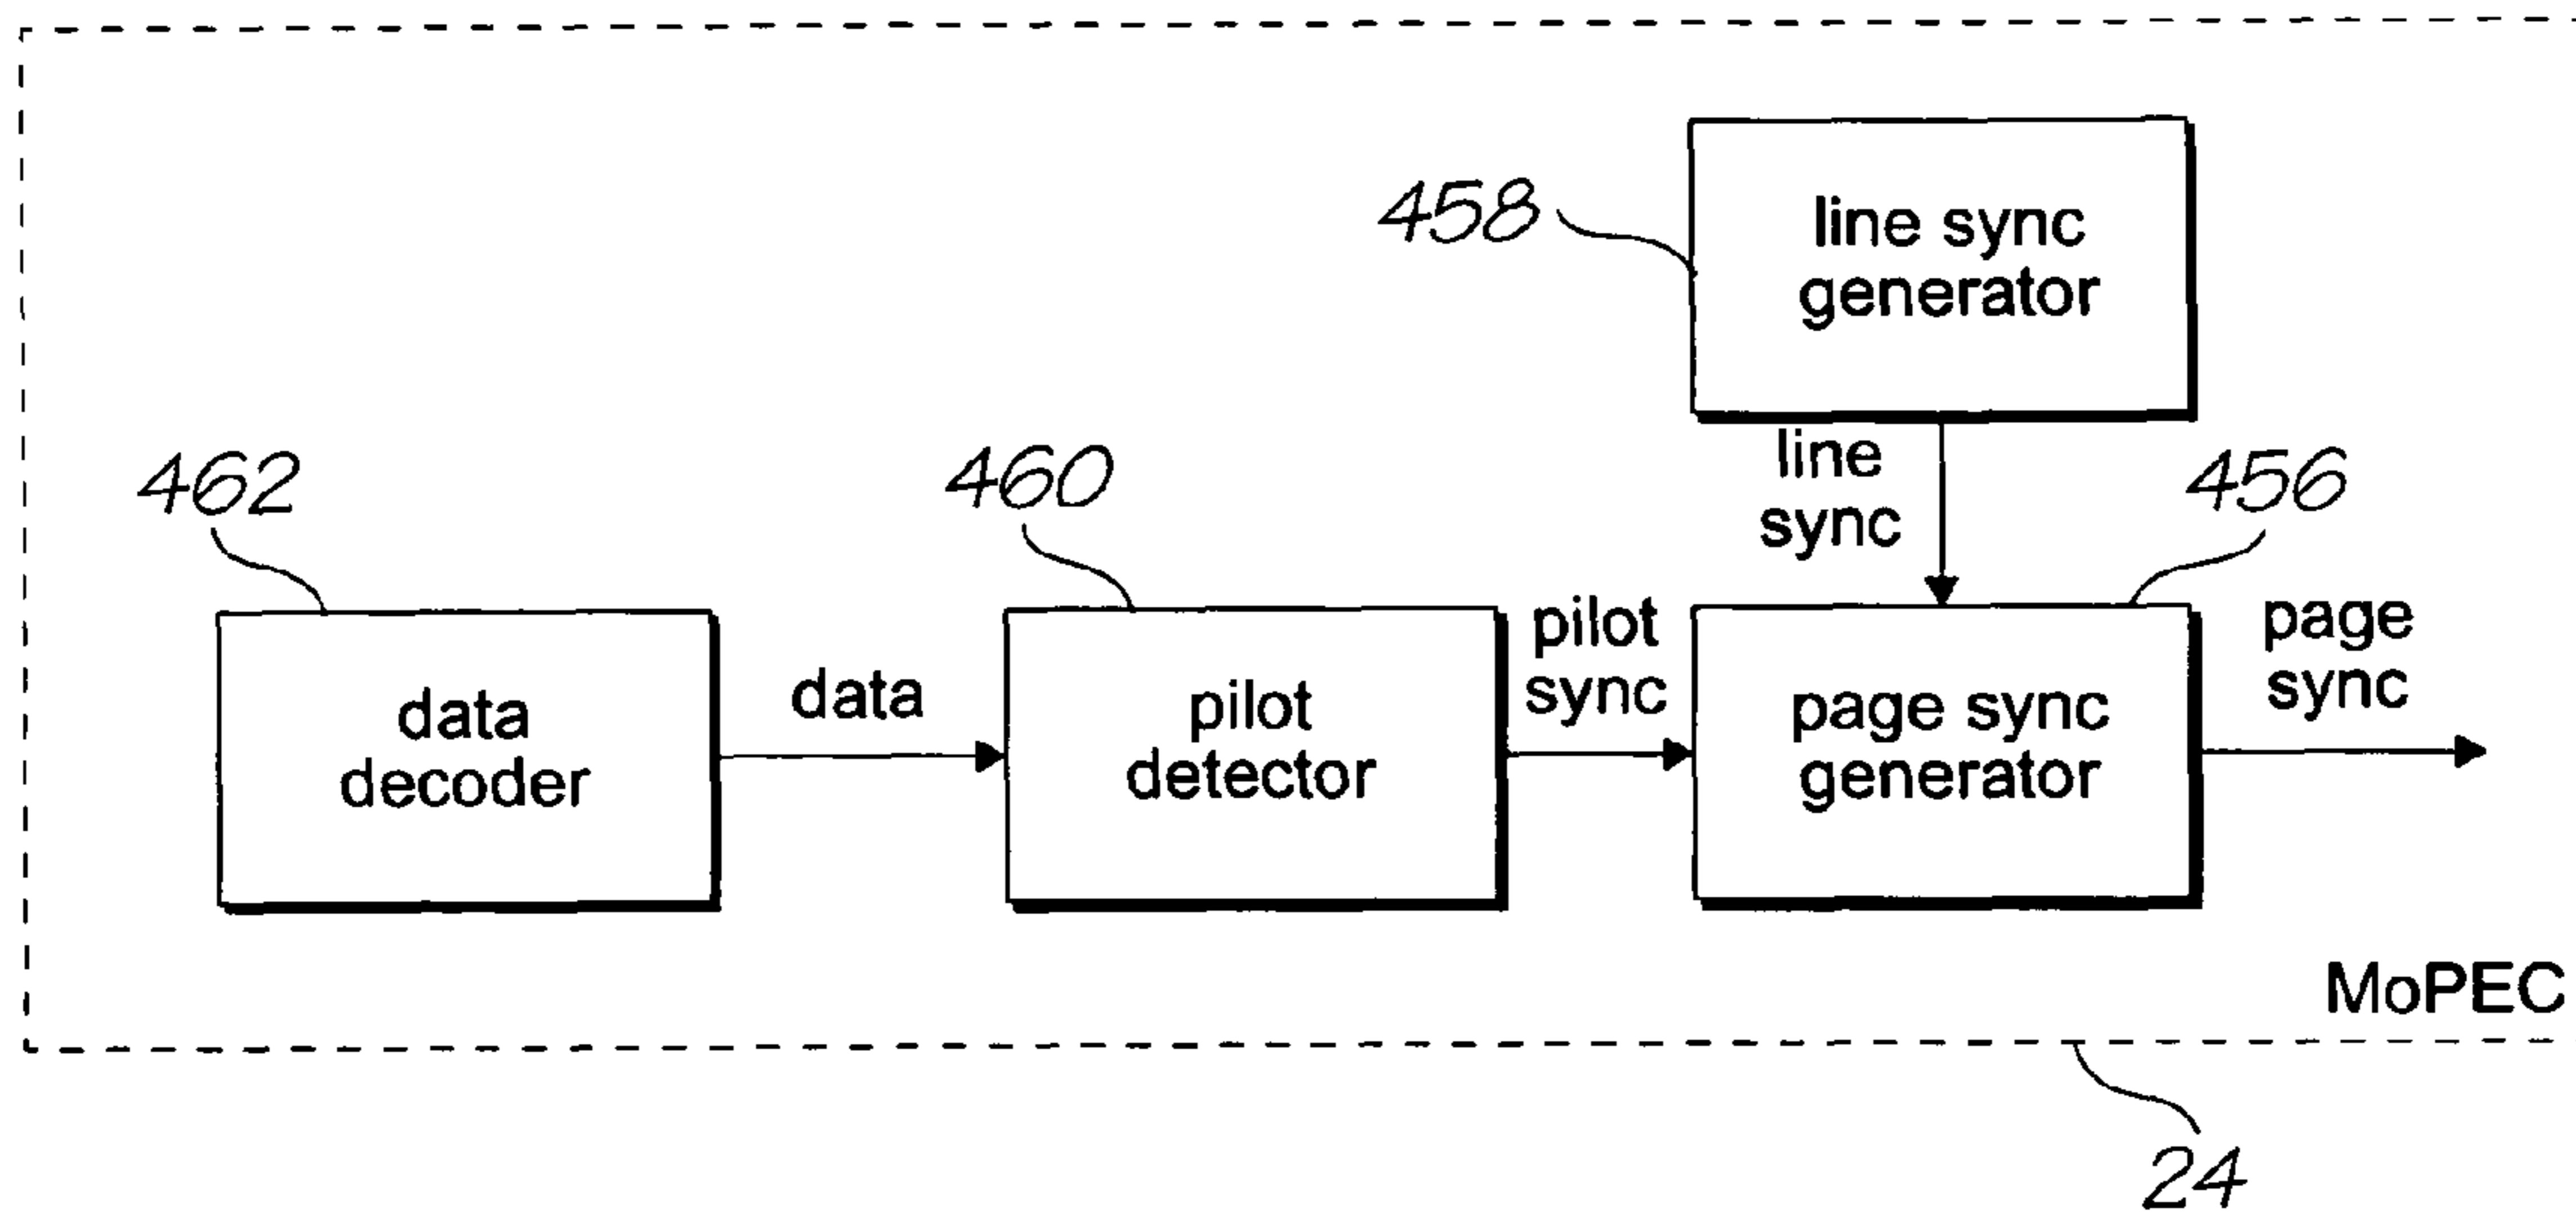 458
line sync
generator
line
sync
462
460
456
data
decoder
data
pilot
detector
pilot
sync
page sync
generator
page
sync
MoPEC
24